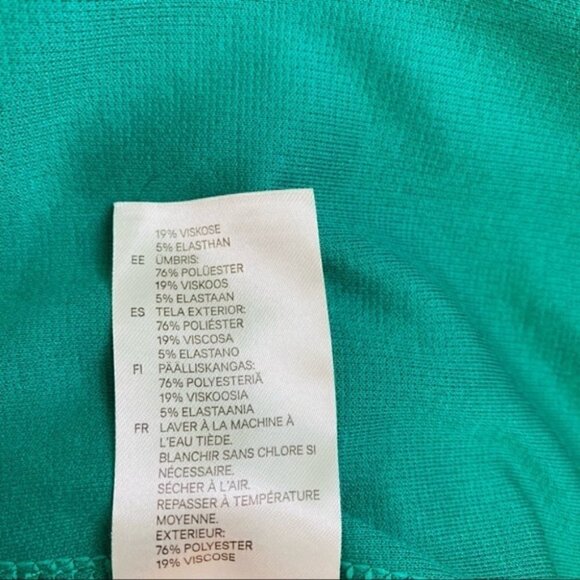 19% VISKOSE
5% ELASTHAN
EE ÜMBRIS:
76% POLÜESTER
19% VISKOOS
5% ELASTAAN
ES TELA EXTERIOR:
76% POLIÉSTER
19% VISCOSA
5% ELASTANO
FI PÄÄLLISKANGAS:
76% POLYESTERIÄ
19% VISKOOSIA
5% ELASTAANIA
FR LAVER À LA MACHINE À
L'EAU TIÈDE.
BLANCHIR SANS CHLORE SI
NÉCESSAIRE.
SÉCHER À L'AIR.
REPASSER À TEMPÉRATURE
MOYENNE.
EXTERIEUR:
76% POLYESTER
19% VISCOSE